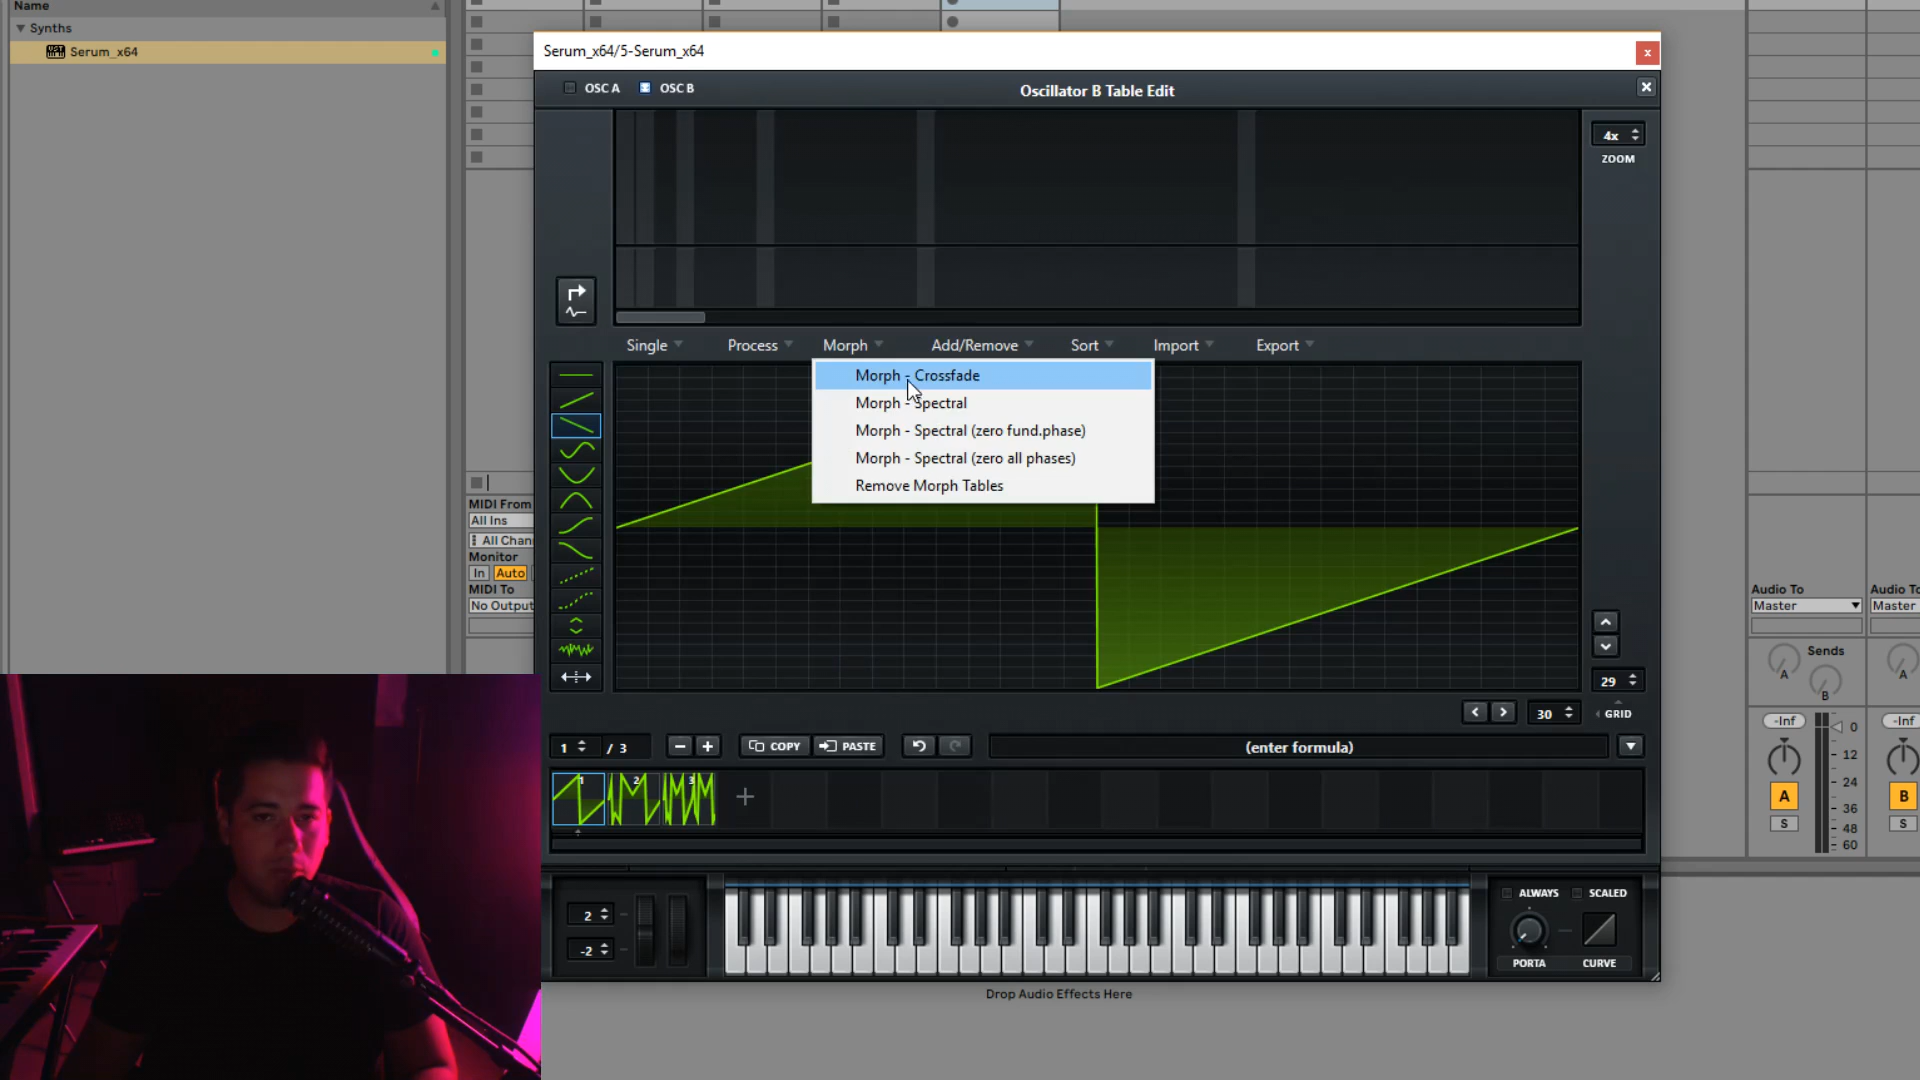 Name
Synths
Serum_x64
Serum_x64/5-Serum_x64
x
OSC A
OSC B
Oscillator B Table Edit
4x
ZOOM
Single
Process
Morph
Add/Remove
Sort
Import
Export
Morph - Crossfade
Morph - Spectral
Morph - Spectral (zero fund.phase)
Morph - Spectral (zero all phases)
Remove Morph Tables
MIDI From
All Ins
All Chan
Monitor
In
Auto
MIDI To
No Output
29
30
GRID
1
/ 3
COPY
PASTE
(enter formula)
1
2
3
2
-2
ALWAYS
SCALED
PORTA
CURVE
Drop Audio Effects Here
Audio To
Audio To
Master
Master
Sends
A
A
B
-Inf
-Inf
0
12
24
36
48
60
A
B
S
S